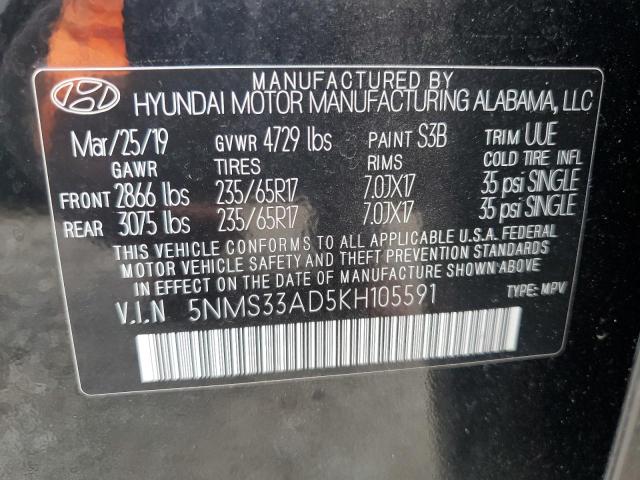 MANUFACTURED BY
HYUNDAI MOTOR MANUFACTURING ALABAMA, LLC
Mar/25/19 GVWR 4729 lbs PAINT S3B TRIM UUE
GAWR TIRES RIMS COLD TIRE INFL
FRONT 2866 lbs 235/65R17 7.0JX17 35 psi SINGLE
REAR 3075 lbs 235/65R17 7.0JX17 35 psi SINGLE
THIS VEHICLE CONFORMS TO ALL APPLICABLE U.S.A. FEDERAL
MOTOR VEHICLE SAFETY AND THEFT PREVENTION STANDARDS
IN EFFECT ON THE DATE OF MANUFACTURE SHOWN ABOVE.
V.I.N 5NMS33AD5KH105591 TYPE: MPV